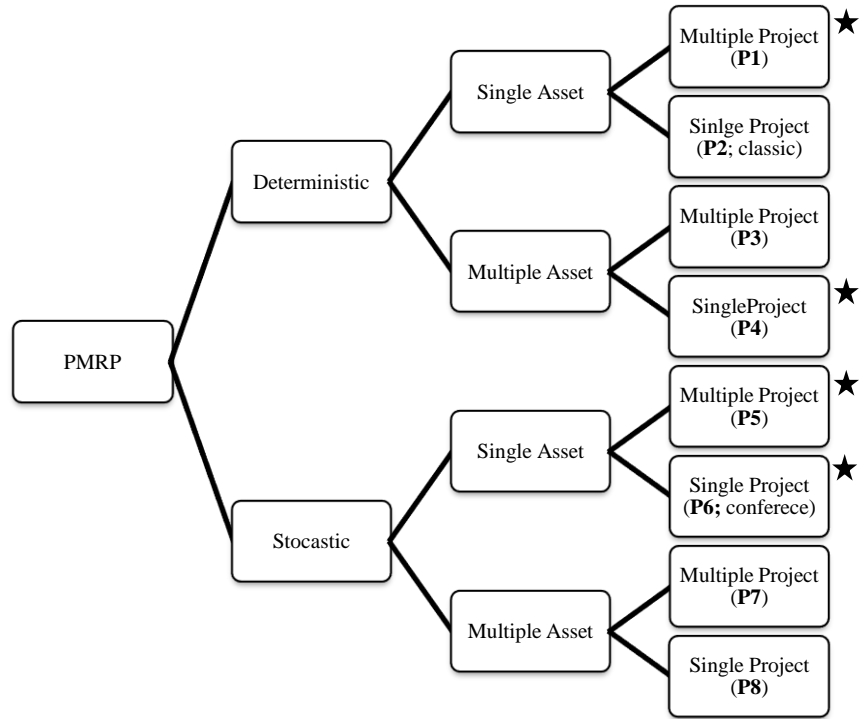 PMRP
Deterministic
Stocastic
Single Asset
Multiple Asset
Single Asset
Multiple Asset
Multiple Project
(P1)
Sinlge Project
(P2; classic)
Multiple Project
(P3)
SingleProject
(P4)
Multiple Project
(P5)
Single Project
(P6; conferece)
Multiple Project
(P7)
Single Project
(P8)